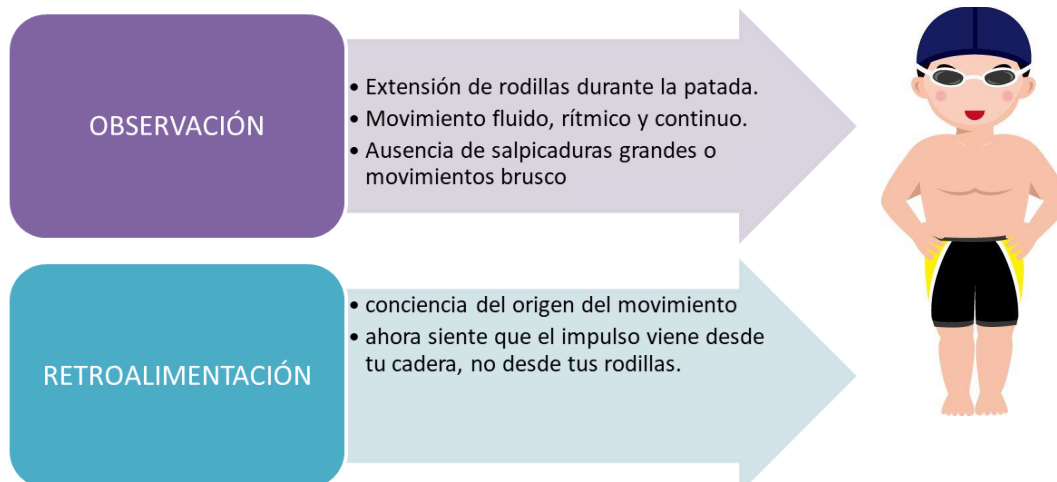 OBSERVACIÓN
• Extensión de rodillas durante la patada.
• Movimiento fluido, rítmico y continuo.
• Ausencia de salpicaduras grandes o
movimientos brusco
RETROALIMENTACIÓN
• conciencia del origen del movimiento
• ahora siente que el impulso viene desde
tu cadera, no desde tus rodillas.